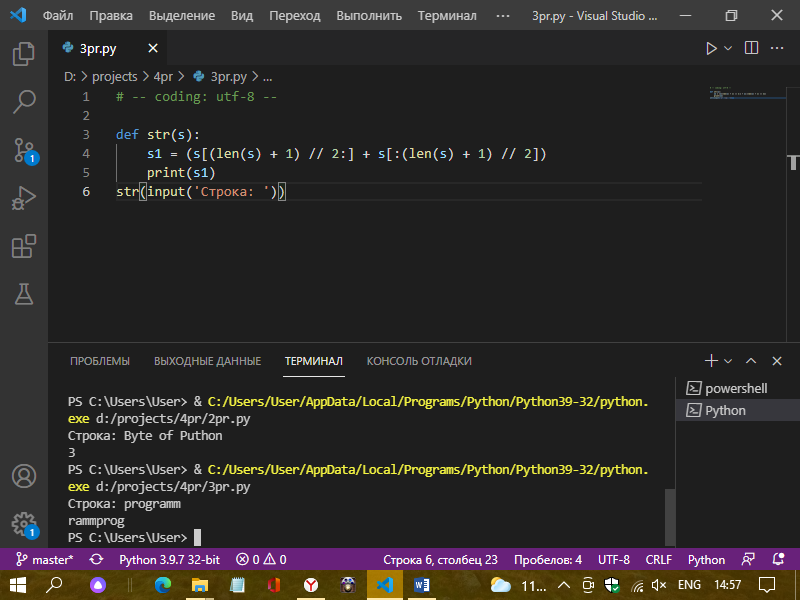 Файл Правка Выделение Вид Переход Выполнить Терминал ··· 3pr.py - Visual Studio ...
3pr.py
D: > projects > 4pr > 3pr.py > ...
1 # -- coding: utf-8 --
2
3 def str(s):
4 s1 = (s[(len(s) + 1) // 2:] + s[:(len(s) + 1) // 2])
5 print(s1)
6 str(input('Строка: '))
ПРОБЛЕМЫ ВЫХОДНЫЕ ДАННЫЕ ТЕРМИНАЛ КОНСОЛЬ ОТЛАДКИ
PS C:\Users\User> & C:/Users/User/AppData/Local/Programs/Python/Python39-32/python.
exe d:/projects/4pr/2pr.py
Строка: Byte of Puthon
3
PS C:\Users\User> & C:/Users/User/AppData/Local/Programs/Python/Python39-32/python.
exe d:/projects/4pr/3pr.py
Строка: programm
rammprog
PS C:\Users\User>
powershell
Python
1
1
master* Python 3.9.7 32-bit 0 0 Строка 6, столбец 23 Пробелов: 4 UTF-8 CRLF Python
11... ENG 14:57